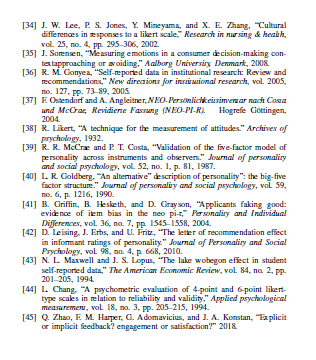 [34] J. W. Lee, P. S. Jones, Y. Mineyama, and X. E. Zhang, "Cultural
differences in responses to a likert scale," Research in nursing & health,
vol. 25, no. 4, pp. 295–306, 2002.
[35] J. Sorensen, "Measuring emotions in a consumer decision-making con-
textapproaching or avoiding," Aalborg University, Denmark, 2008.
[36] R. M. Gonyea, "Self-reported data in institutional research: Review and
recommendations," New directions for institutional research, vol. 2005,
no. 127, pp. 73–89, 2005.
[37] F. Ostendorf and A. Angleitner, NEO-Persönlichkeitsinventar nach Costa
und McCrae, Revidierte Fassung (NEO-PI-R). Hogrefe Göttingen,
2004.
[38] R. Likert, "A technique for the measurement of attitudes." Archives of
psychology, 1932.
[39] R. R. McCrae and P. T. Costa, "Validation of the five-factor model of
personality across instruments and observers." Journal of personality
and social psychology, vol. 52, no. 1, p. 81, 1987.
[40] L. R. Goldberg, "An alternative" description of personality": the big-five
factor structure." Journal of personality and social psychology, vol. 59,
no. 6, p. 1216, 1990.
[41] B. Griffin, B. Hesketh, and D. Grayson, "Applicants faking good:
evidence of item bias in the neo pi-r," Personality and Individual
Differences, vol. 36, no. 7, pp. 1545–1558, 2004.
[42] D. Leising, J. Erbs, and U. Fritz, "The letter of recommendation effect
in informant ratings of personality." Journal of Personality and Social
Psychology, vol. 98, no. 4, p. 668, 2010.
[43] N. L. Maxwell and J. S. Lopus, "The lake wobegon effect in student
self-reported data," The American Economic Review, vol. 84, no. 2, pp.
201–205, 1994.
[44] L. Chang, "A psychometric evaluation of 4-point and 6-point likert-
type scales in relation to reliability and validity," Applied psychological
measurement, vol. 18, no. 3, pp. 205–215, 1994.
[45] Q. Zhao, F. M. Harper, G. Adomavicius, and J. A. Konstan, "Explicit
or implicit feedback? engagement or satisfaction?" 2018.